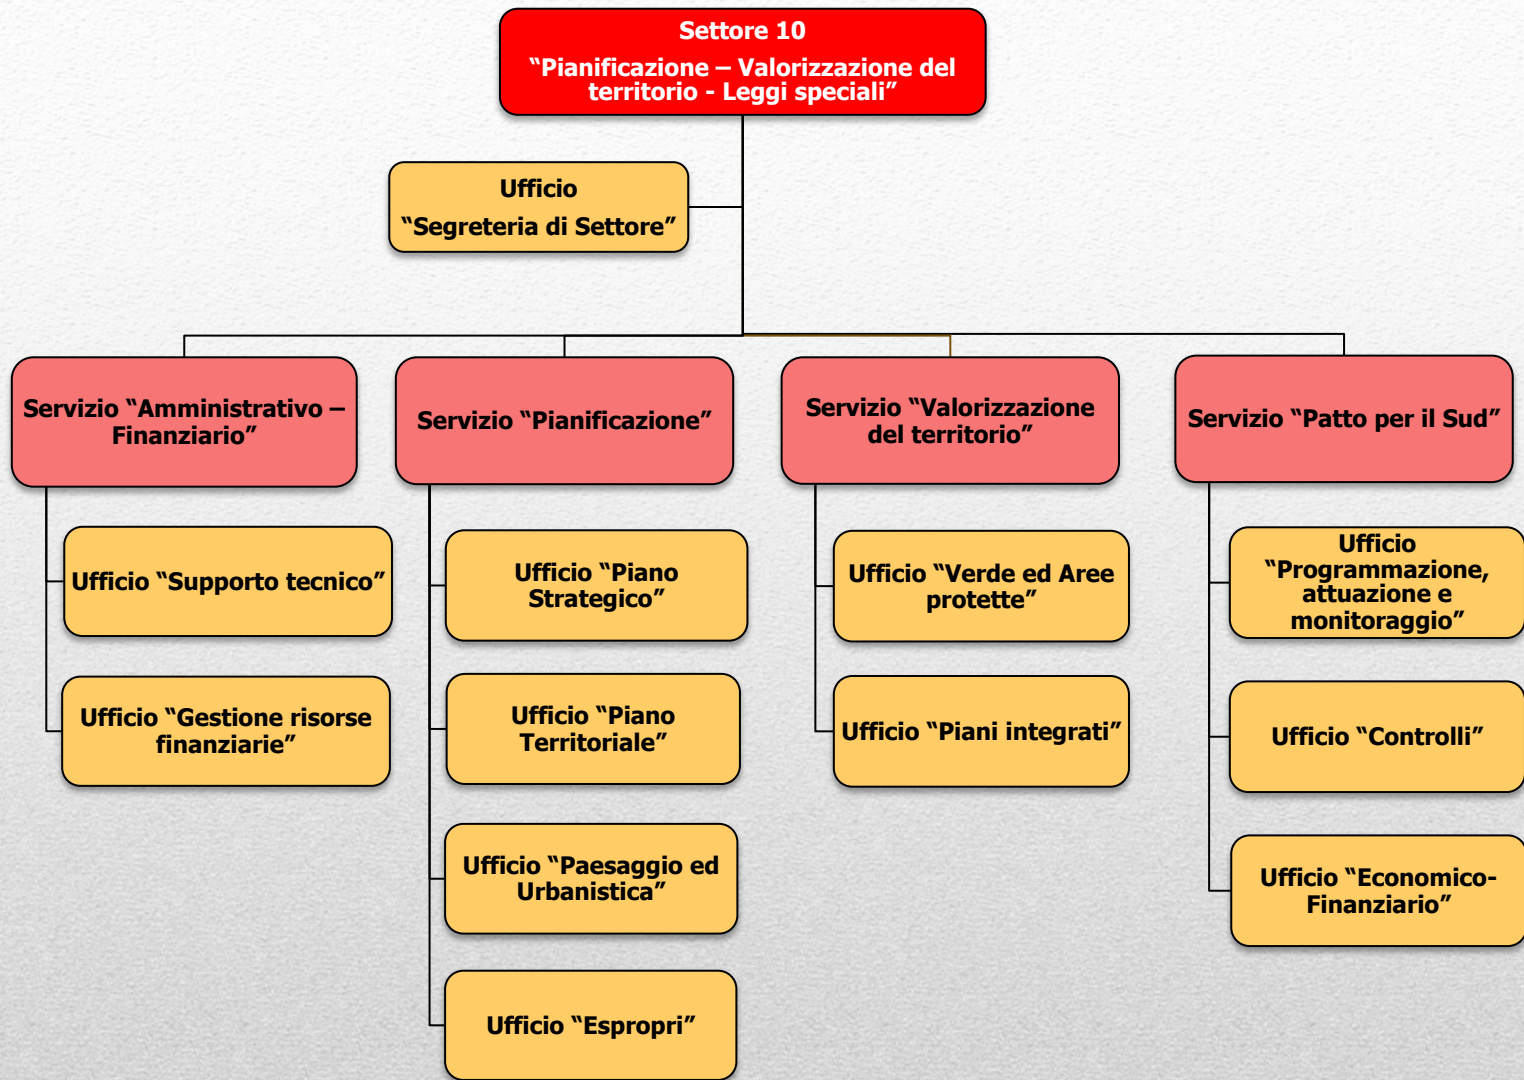 Settore 10
“Pianificazione – Valorizzazione del
territorio - Leggi speciali”
Ufficio
“Segreteria di Settore”
Servizio “Amministrativo –
Finanziario”
Ufficio “Supporto tecnico”
Ufficio “Gestione risorse
finanziarie”
Servizio “Pianificazione”
Ufficio “Piano
Strategico”
Ufficio “Piano
Territoriale”
Ufficio “Paesaggio ed
Urbanistica”
Ufficio “Espropri”
Servizio “Valorizzazione
del territorio”
Ufficio “Verde ed Aree
protette”
Ufficio “Piani integrati”
Servizio “Patto per il Sud”
Ufficio
“Programmazione,
attuazione e
monitoraggio”
Ufficio “Controlli”
Ufficio “Economico-
Finanziario”